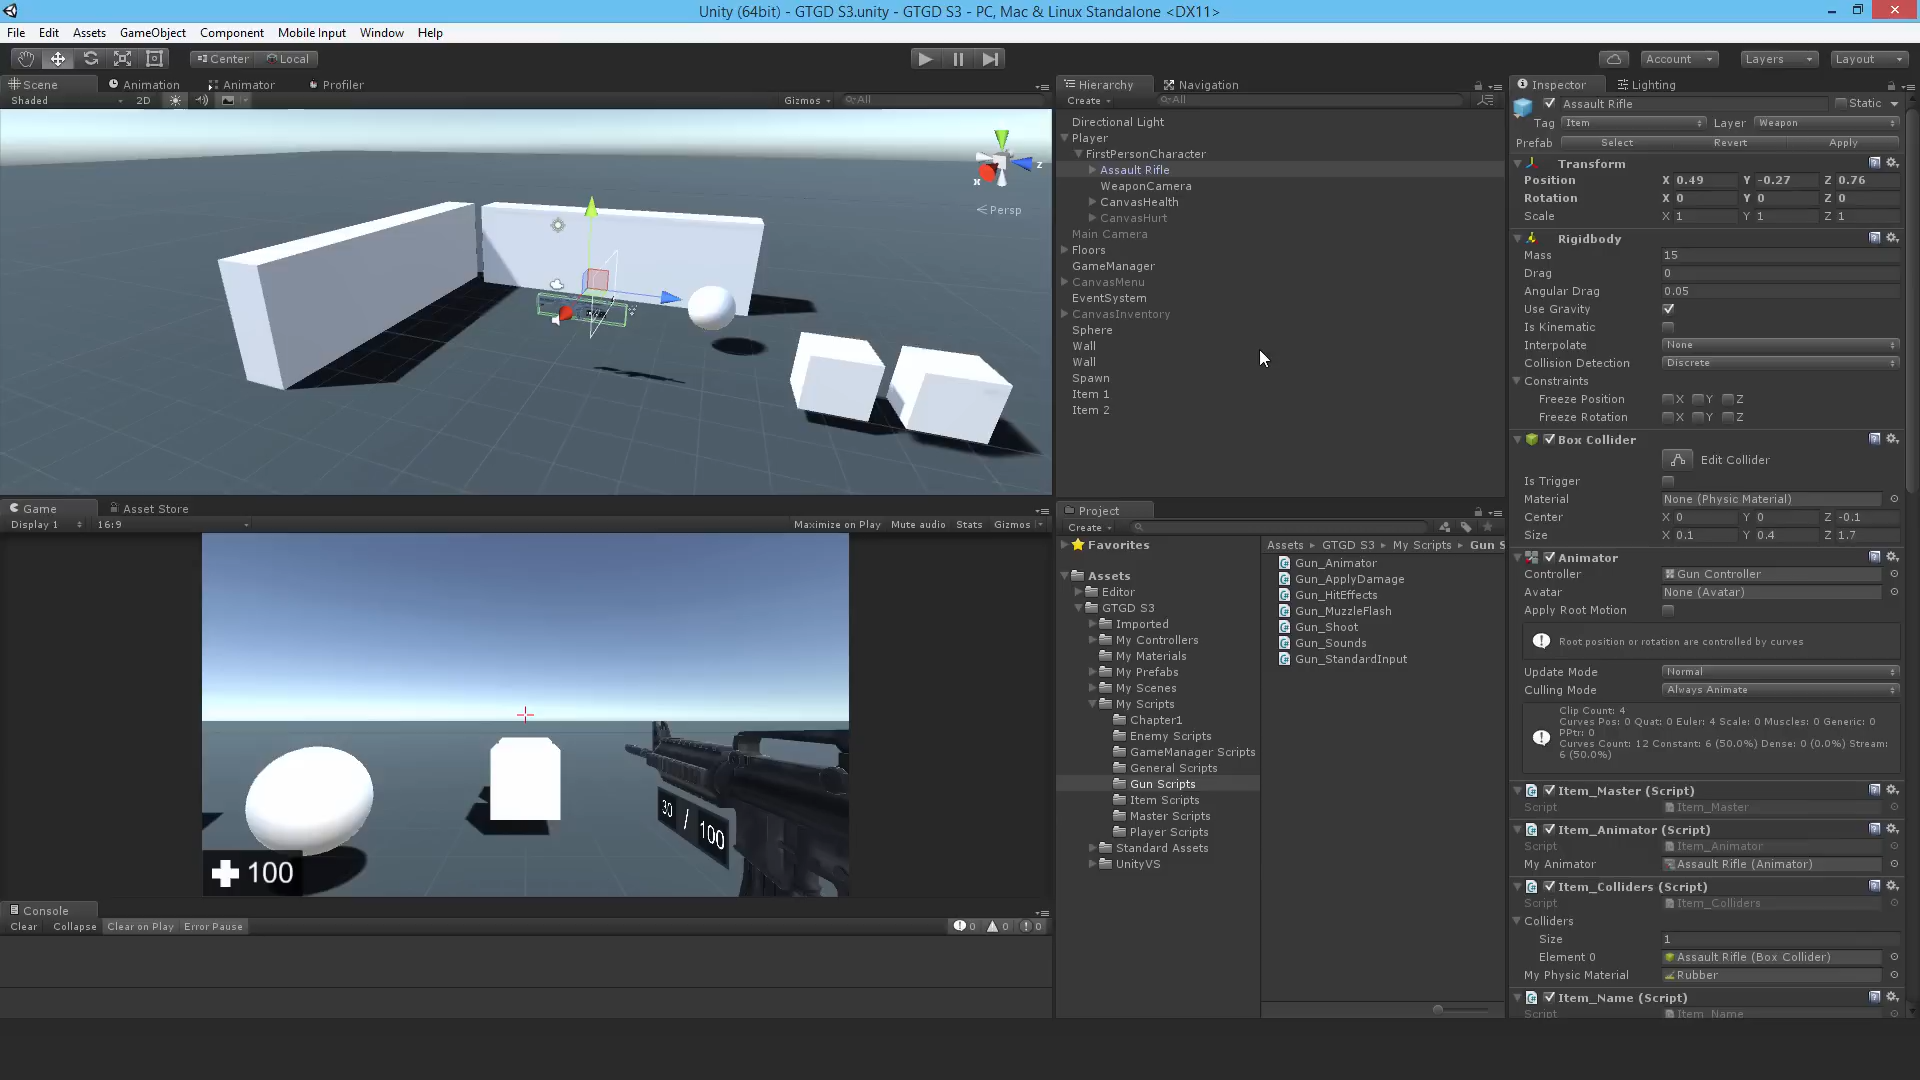 Unity (64bit) - GTGD S3.unity - GTGD S3 - PC, Mac & Linux Standalone <DX11>
File Edit Assets GameObject Component Mobile Input Window Help
Center Local
Account Layers Layout
Scene Animation Animator Profiler
Shaded 2D Gizmos All
x z
Persp
Hierarchy Navigation
Create All
Directional Light
Player
FirstPersonCharacter
Assault Rifle
WeaponCamera
CanvasHealth
CanvasHurt
Main Camera
Floors
GameManager
CanvasMenu
EventSystem
CanvasInventory
Sphere
Wall
Wall
Spawn
Item 1
Item 2
Game Asset Store
Display 1 16:9 Maximize on Play Mute audio Stats Gizmos
30 / 100
100
Console
Clear Collapse Clear on Play Error Pause 0 0 0
Project
Create
Favorites
Assets
Editor
GTGD S3
Imported
My Controllers
My Materials
My Prefabs
My Scenes
My Scripts
Chapter1
Enemy Scripts
GameManager Scripts
General Scripts
Gun Scripts
Item Scripts
Master Scripts
Player Scripts
Standard Assets
UnityVS
Assets GTGD S3 My Scripts Gun S
Gun_Animator
Gun_ApplyDamage
Gun_HitEffects
Gun_MuzzleFlash
Gun_Shoot
Gun_Sounds
Gun_StandardInput
Inspector Lighting
Assault Rifle Static
Tag Item Layer Weapon
Prefab Select Revert Apply
Transform
Position X 0.49 Y -0.27 Z 0.76
Rotation X 0 Y 0 Z 0
Scale X 1 Y 1 Z 1
Rigidbody
Mass 15
Drag 0
Angular Drag 0.05
Use Gravity
Is Kinematic
Interpolate None
Collision Detection Discrete
Constraints
Freeze Position X Y Z
Freeze Rotation X Y Z
Box Collider
Edit Collider
Is Trigger
Material None (Physic Material)
Center X 0 Y 0 Z -0.1
Size X 0.1 Y 0.4 Z 1.7
Animator
Controller Gun Controller
Avatar None (Avatar)
Apply Root Motion
Root position or rotation are controlled by curves
Update Mode Normal
Culling Mode Always Animate
Clip Count: 4
Curves Pos: 0 Quat: 0 Euler: 4 Scale: 0 Muscles: 0 Generic: 0
PPtr: 0
Curves Count: 12 Constant: 6 (50.0%) Dense: 0 (0.0%) Stream:
6 (50.0%)
Item_Master (Script)
Script Item_Master
Item_Animator (Script)
Script Item_Animator
My Animator Assault Rifle (Animator)
Item_Colliders (Script)
Script Item_Colliders
Colliders
Size 1
Element 0 Assault Rifle (Box Collider)
My Physic Material Rubber
Item_Name (Script)
Script Item_Name